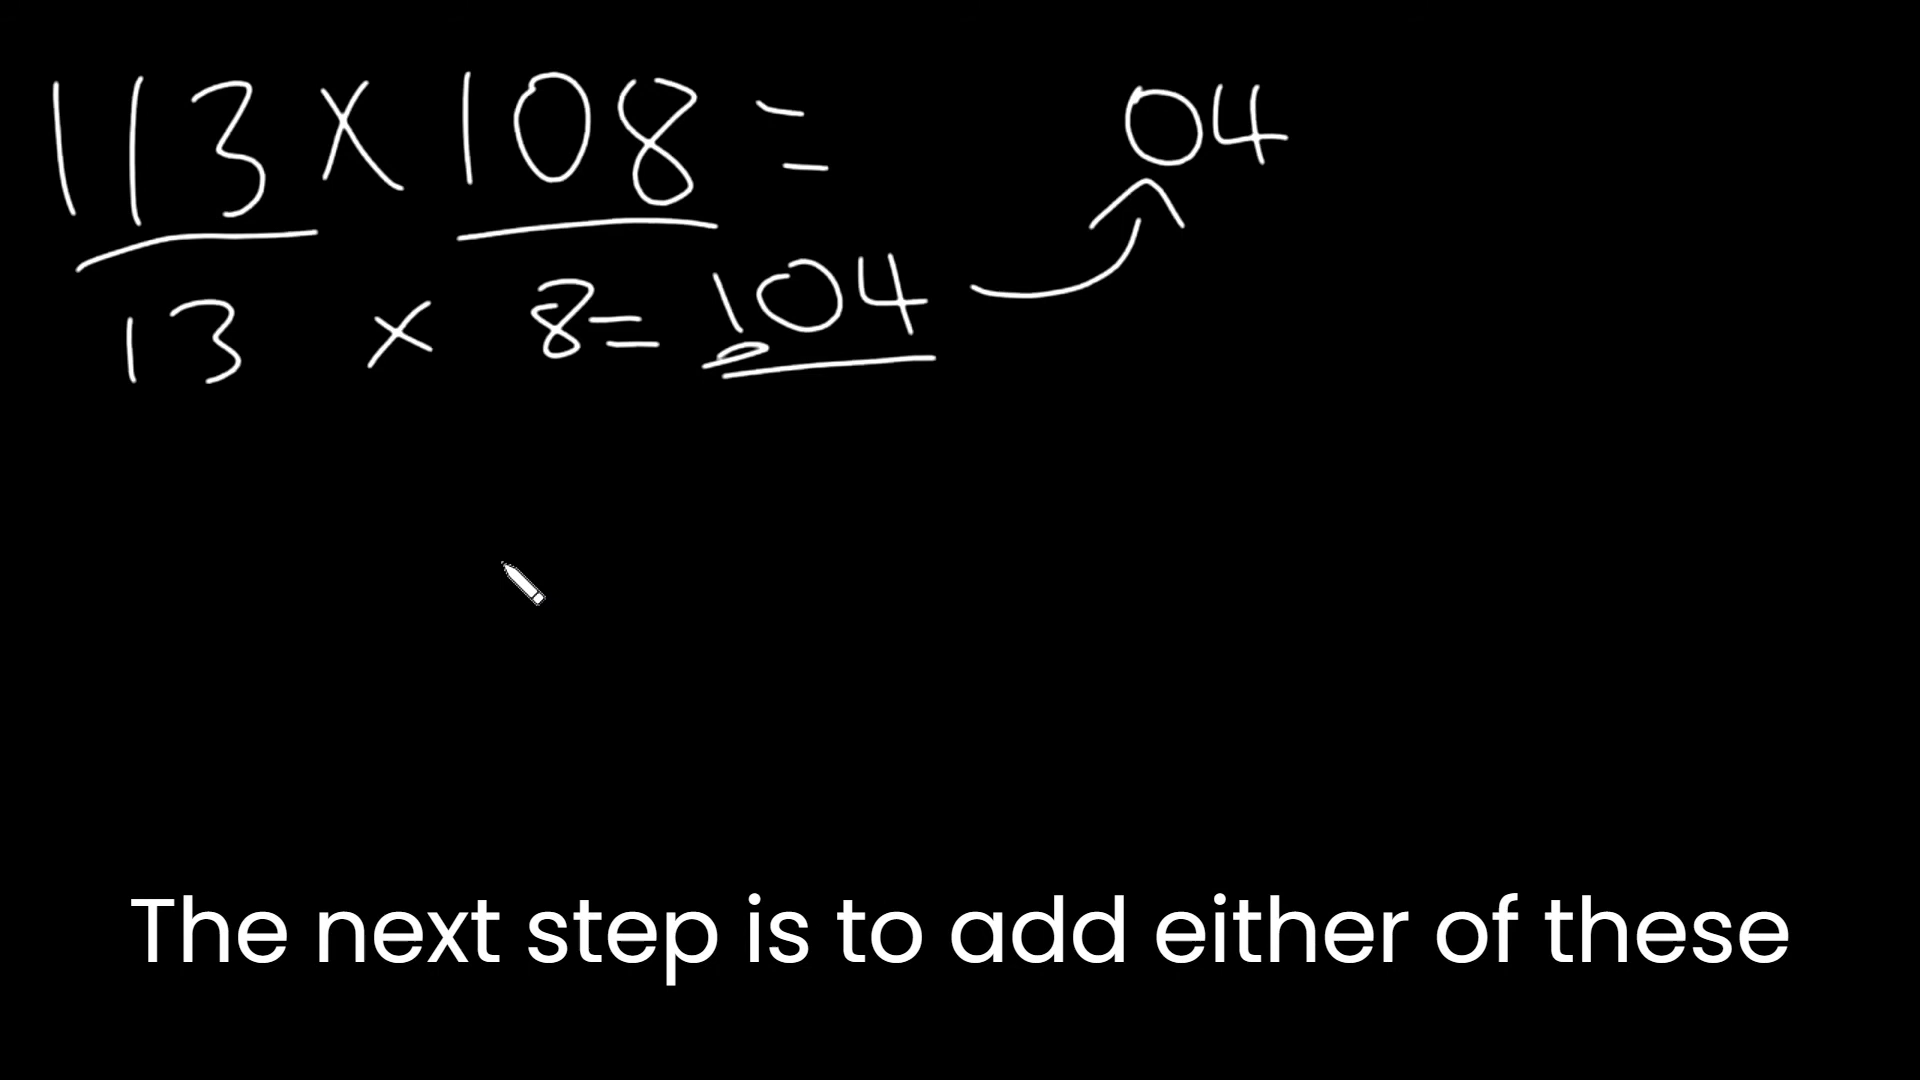 113 x 108 = 04
13 x 8 = 104
The next step is to add either of these